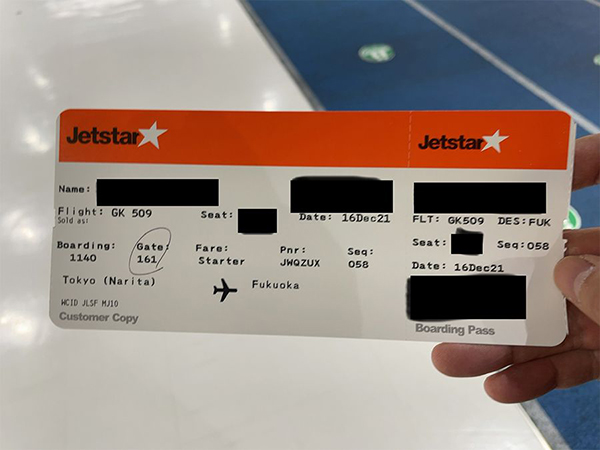 Jetstar
Jetstar
Name:
Flight: GK 509 Seat: Date: 16Dec21
Sold as:
Boarding: Gate: Fare: Pnr: Seq:
1140 161 Starter JWQZUX 058
Tokyo (Narita) Fukuoka
WCID JLSF MJ10
Customer Copy
FLT: GK509 DES:FUK
Seat: Seq:058
Date: 16Dec21
Boarding Pass